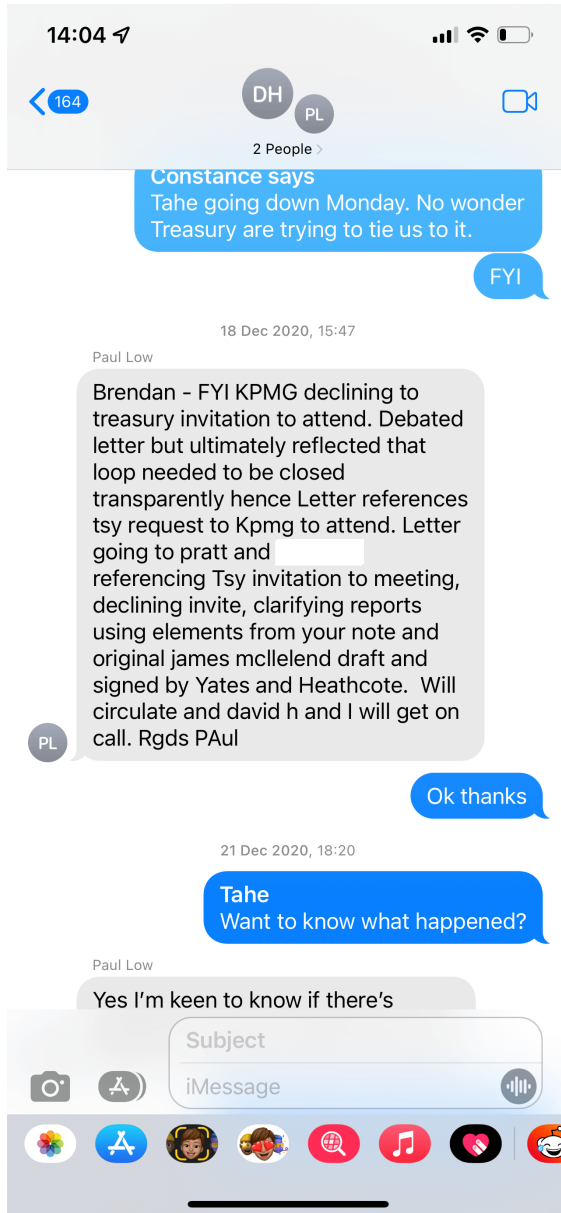 14:04
164
DH
PL
2 People
Constance says
Tahe going down Monday. No wonder
Treasury are trying to tie us to it.
FYI
18 Dec 2020, 15:47
Paul Low
Brendan - FYI KPMG declining to
treasury invitation to attend. Debated
letter but ultimately reflected that
loop needed to be closed
transparently hence Letter references
tsy request to Kpmg to attend. Letter
going to pratt and
referencing Tsy invitation to meeting,
declining invite, clarifying reports
using elements from your note and
original james mcllelend draft and
signed by Yates and Heathcote.  Will
circulate and david h and I will get on
call. Rgds PAul
PL
Ok thanks
21 Dec 2020, 18:20
Tahe
Want to know what happened?
Paul Low
Yes I'm keen to know if there's
Subject
iMessage